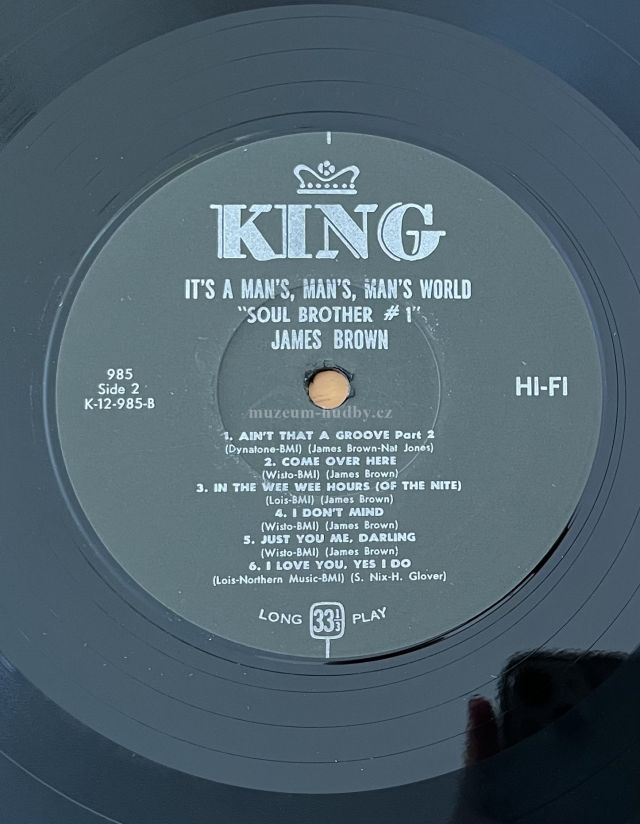 KING
IT'S A MAN'S, MAN'S, MAN'S WORLD
"SOUL BROTHER # 1"
JAMES BROWN
985
Side 2
K-12-985-B
HI-FI
muzeum-hudby.cz
1. AIN'T THAT A GROOVE Part 2
(Dynatone-BMI) (James Brown-Nat Jones)
2. COME OVER HERE
(Wisto-BMI) (James Brown)
3. IN THE WEE WEE HOURS (OF THE NITE)
(Lois-BMI) (James Brown)
4. I DON'T MIND
(Wisto-BMI) (James Brown)
5. JUST YOU ME, DARLING
(Wisto-BMI) (James Brown)
6. I LOVE YOU, YES I DO
(Lois-Northern Music-BMI) (S. Nix-H. Glover)
LONG 33 1/3 PLAY